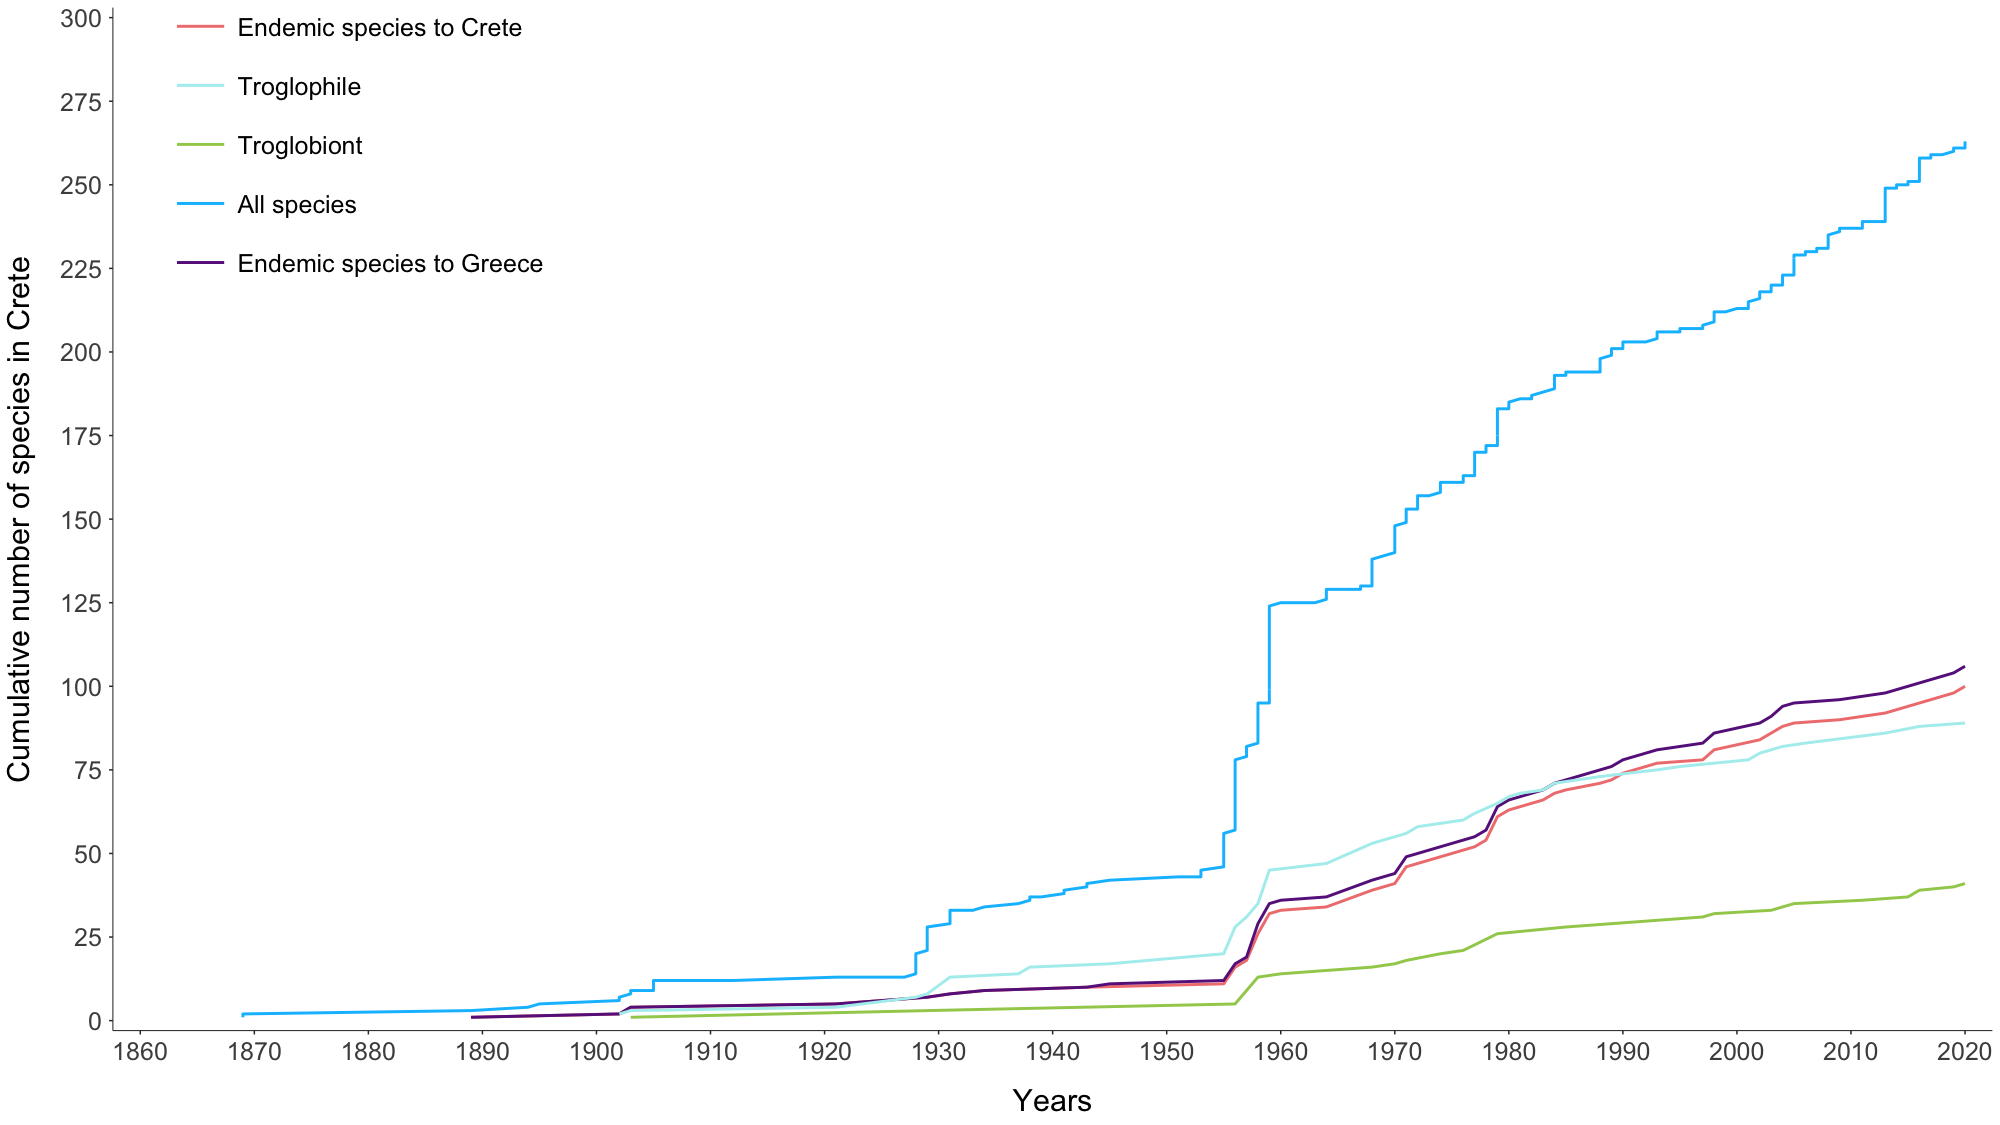 Endemic species to Crete
Troglophile
Troglobiont
All species
Endemic species to Greece
Cumulative number of species in Crete
300
275
250
225
200
175
150
125
100
75
50
25
0
1860 1870 1880 1890 1900 1910 1920 1930 1940 1950 1960 1970 1980 1990 2000 2010 2020
Years